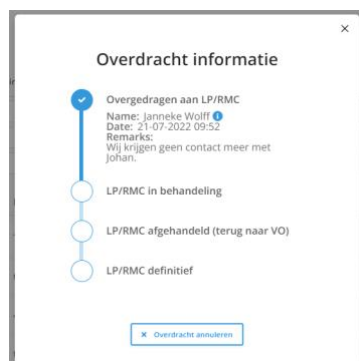 Overdracht informatie
Overgedragen aan LP/RMC
Name: Janneke Wolff
Date: 21-07-2022 09:52
Remarks:
Wij krijgen geen contact meer met
Johan.
LP/RMC in behandeling
LP/RMC afgehandeld (terug naar VO)
LP/RMC definitief
Overdracht annuleren